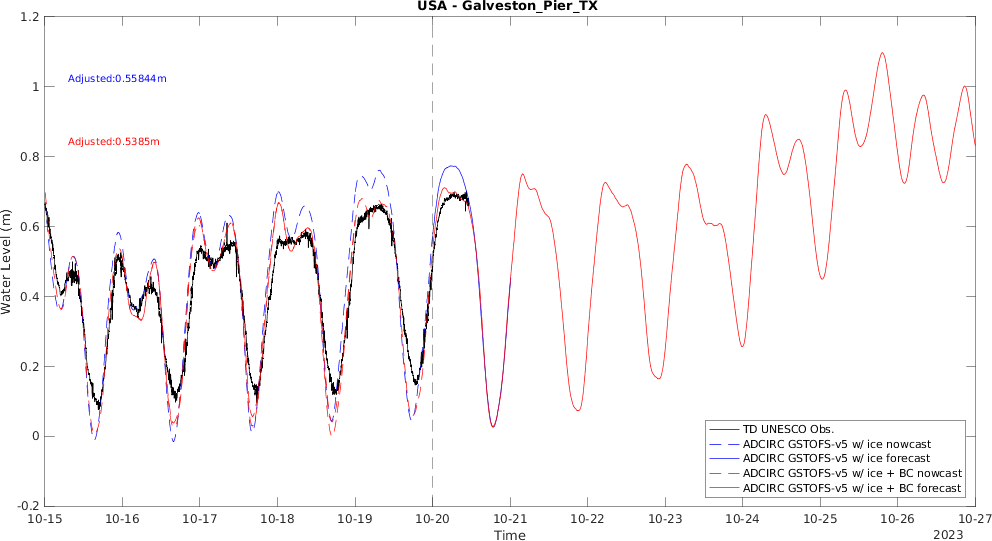 USA - Galveston_Pier_TX
Adjusted:0.55844m
Adjusted:0.5385m
Water Level (m)
1.2
1
0.8
0.6
0.4
0.2
0
-0.2
10-15 10-16 10-17 10-18 10-19 10-20 10-21 10-22 10-23 10-24 10-25 10-26 10-27
Time
2023
TD UNESCO Obs.
ADCIRC GSTOFS-v5 w/ ice nowcast
ADCIRC GSTOFS-v5 w/ ice forecast
ADCIRC GSTOFS-v5 w/ ice + BC nowcast
ADCIRC GSTOFS-v5 w/ ice + BC forecast